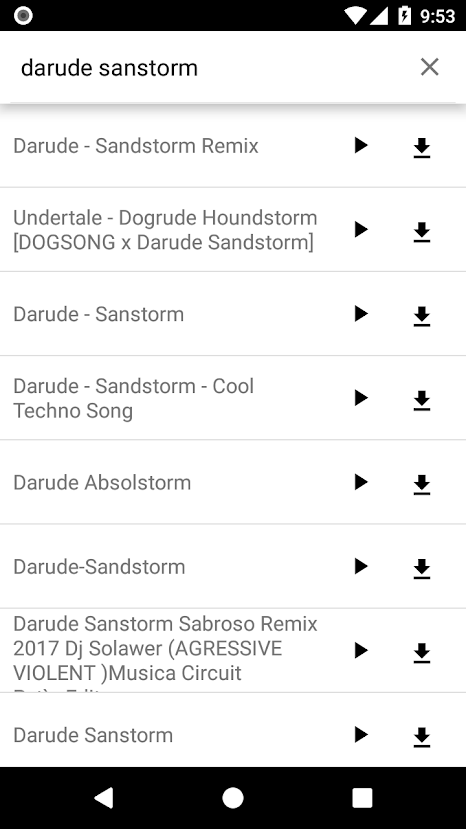 9:53
darude sanstorm
Darude - Sandstorm Remix
Undertale - Dogrude Houndstorm
[DOGSONG x Darude Sandstorm]
Darude - Sanstorm
Darude - Sandstorm - Cool
Techno Song
Darude Absolstorm
Darude-Sandstorm
Darude Sanstorm Sabroso Remix
2017 Dj Solawer (AGRESSIVE
VIOLENT )Musica Circuit
Darude Sanstorm